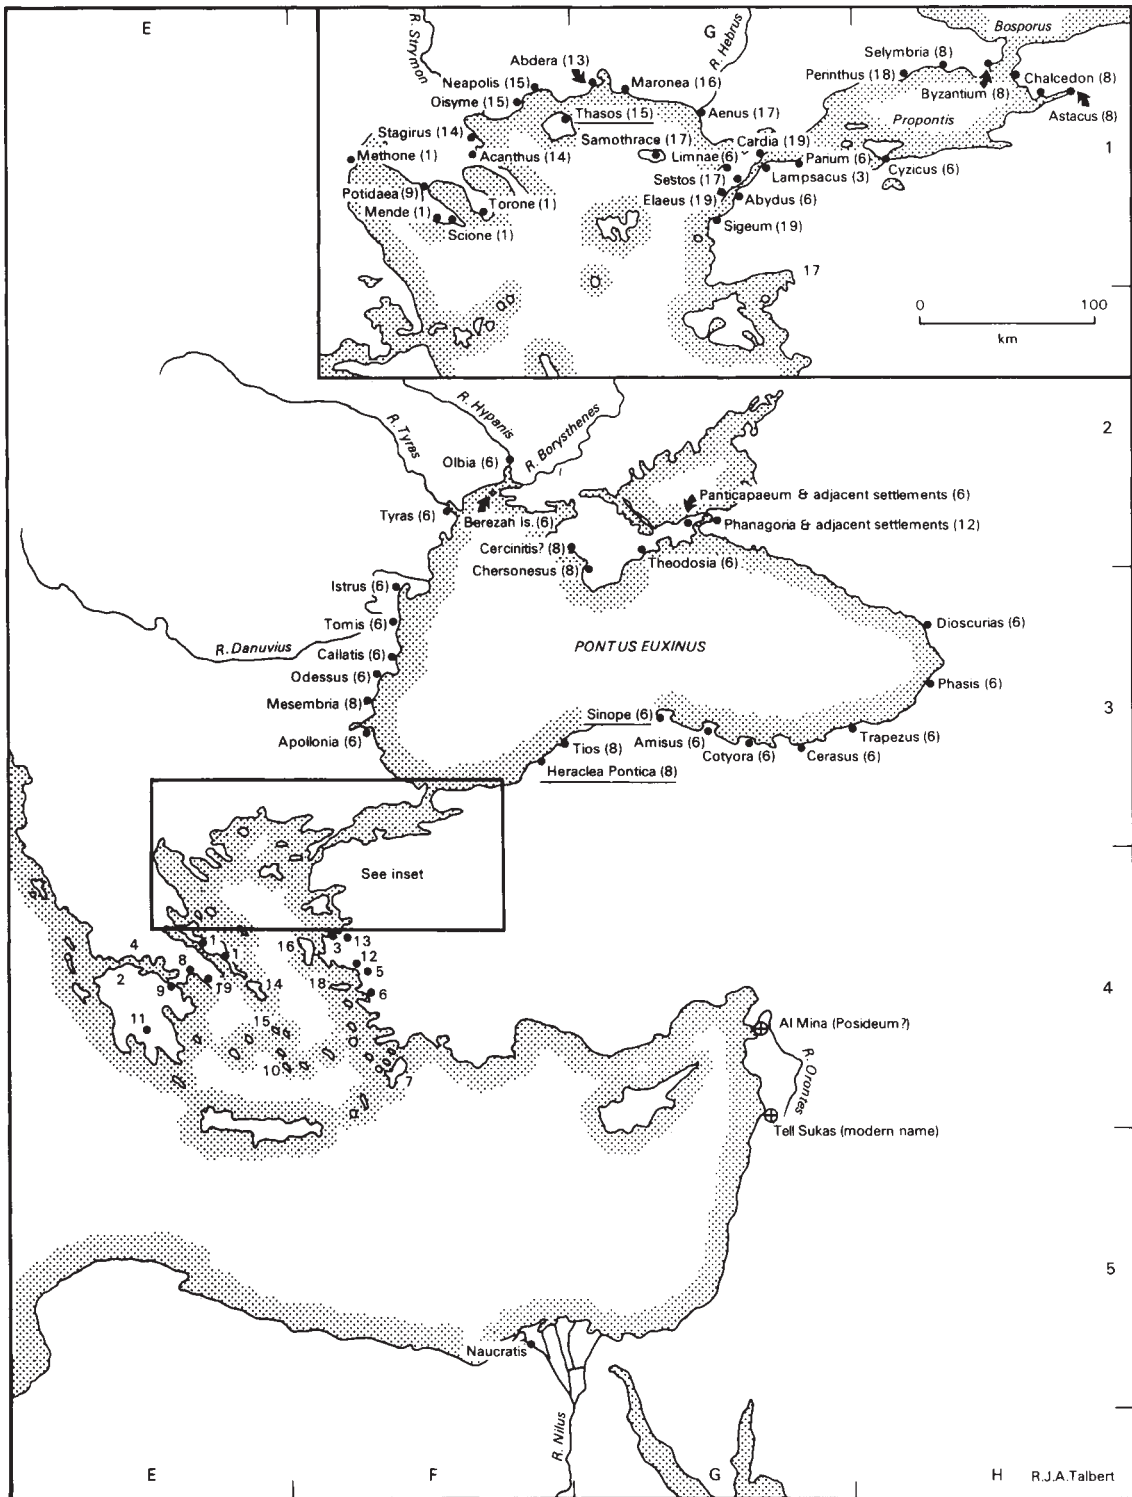 E
G
Bosporus
R. Strymon
R. Hebrus
Abdera (13)
Selymbria (8)
Neapolis (15)
Maronea (16)
Perinthus (18)
Chalcedon (8)
Oisyme (15)
Byzantium (8)
Thasos (15)
Aenus (17)
Propontis
Astacus (8)
Stagirus (14)
Samothrace (17)
Cardia (19)
1
Methone (1)
Acanthus (14)
Limnae (6)
Parium (6)
Cyzicus (6)
Lampsacus (3)
Sestos (17)
Potidaea (9)
Torone (1)
Elaeus (19)
Abydus (6)
Mende (1)
Scione (1)
Sigeum (19)
17
0 100
km
R. Tyras
R. Hypanis
R. Borysthenes
2
Olbia (6)
Panticapaeum & adjacent settlements (6)
Tyras (6)
Berezah Is. (6)
Phanagoria & adjacent settlements (12)
Cercinitis? (8)
Theodosia (6)
Chersonesus (8)
Istrus (6)
Tomis (6)
Dioscurias (6)
R. Danuvius
PONTUS EUXINUS
Callatis (6)
Odessus (6)
Phasis (6)
Mesembria (8)
3
Sinope (6)
Apollonia (6)
Amisus (6)
Trapezus (6)
Tios (8)
Cotyora (6)
Cerasus (6)
Heraclea Pontica (8)
See inset
4
1
16
3
13
8
1
12
2
5
9
19
14
18
6
4
11
15
Al Mina (Posideum?)
10
9
7
R. Orontes
Tell Sukas (modern name)
5
Naucratis
R. Nilus
E
F
G
H
R.J.A.Talbert